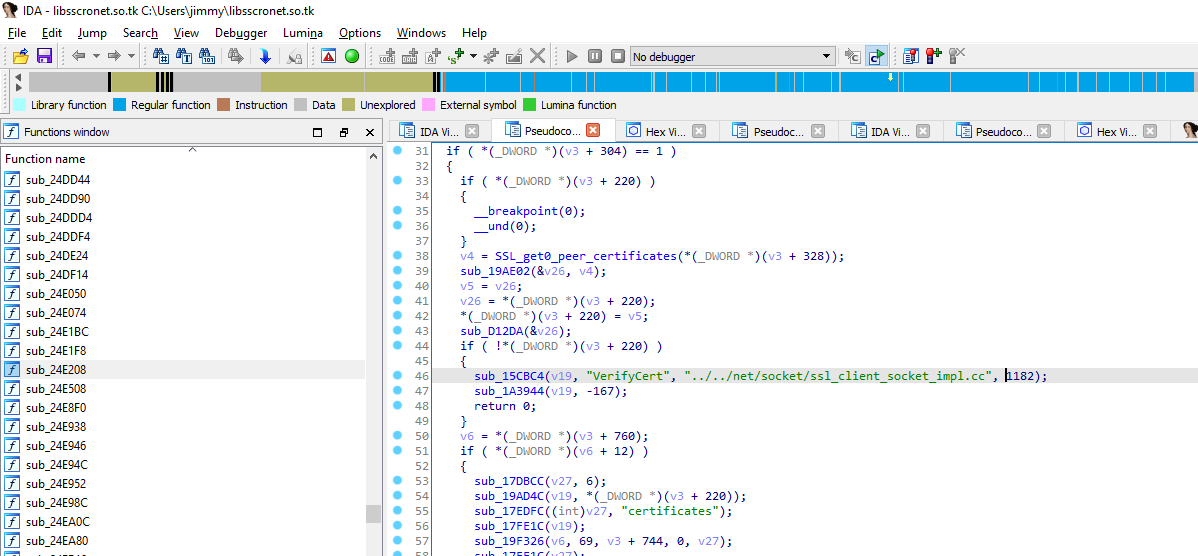 IDA - libsscronet.so.tk C:\Users\jimmy\libsscronet.so.tk
File Edit Jump Search View Debugger Lumina Options Windows Help
No debugger
Library function Regular function Instruction Data Unexplored External symbol Lumina function
Functions window
IDA Vi... Pseudoco... Hex Vi... Pseudoc... IDA Vi... Pseudoc... Hex Vi...
Function name
sub_24DD44
sub_24DD90
sub_24DDD4
sub_24DDF4
sub_24DE24
sub_24DF14
sub_24E050
sub_24E074
sub_24E1BC
sub_24E1F8
sub_24E208
sub_24E508
sub_24E8F0
sub_24E938
sub_24E946
sub_24E94C
sub_24E952
sub_24E98C
sub_24EA0C
sub_24EA80
31 if ( *(_DWORD *)(v3 + 304) == 1 )
32 {
33 if ( *(_DWORD *)(v3 + 220) )
34 {
35 __breakpoint(0);
36 __und(0);
37 }
38 v4 = SSL_get0_peer_certificates(*(_DWORD *)(v3 + 328));
39 sub_19AE02(&v26, v4);
40 v5 = v26;
41 v26 = *(_DWORD *)(v3 + 220);
42 *(_DWORD *)(v3 + 220) = v5;
43 sub_D12DA(&v26);
44 if ( !*(_DWORD *)(v3 + 220) )
45 {
46 sub_15CBC4(v19, "VerifyCert", "../../net/socket/ssl_client_socket_impl.cc", 1182);
47 sub_1A3944(v19, -167);
48 return 0;
49 }
50 v6 = *(_DWORD *)(v3 + 760);
51 if ( *(_DWORD *)(v6 + 12) )
52 {
53 sub_17DBCC(v27, 6);
54 sub_19AD4C(v19, *(_DWORD *)(v3 + 220));
55 sub_17EDFC((int)v27, "certificates");
56 sub_17FE1C(v19);
57 sub_19F326(v6, 69, v3 + 744, 0, v27);